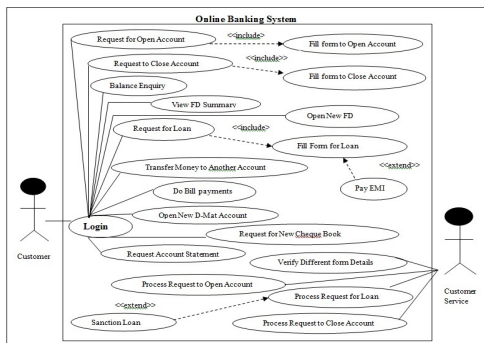 Online Banking System
Request for Open Account
<<include>
Fill form to Open Account
Request to Close Account
<<include>>
Fill form to Close Account
Balance Enquiry
View FD Summary
Open New FD
Request for Loan
<<include>
Fill Form for Loan
Transfer Money to Another Account
<<extend>>
Do Bill payments
Pay EMI
Open New D-Mat Account
Login
Request for New Cheque Book
Customer
Request Account Statement
Verify Different form Details
Process Request to Open Account
Process Request for Loan
Customer
Service
<<extend>>
Sanction Loan
Process Request to Close Account